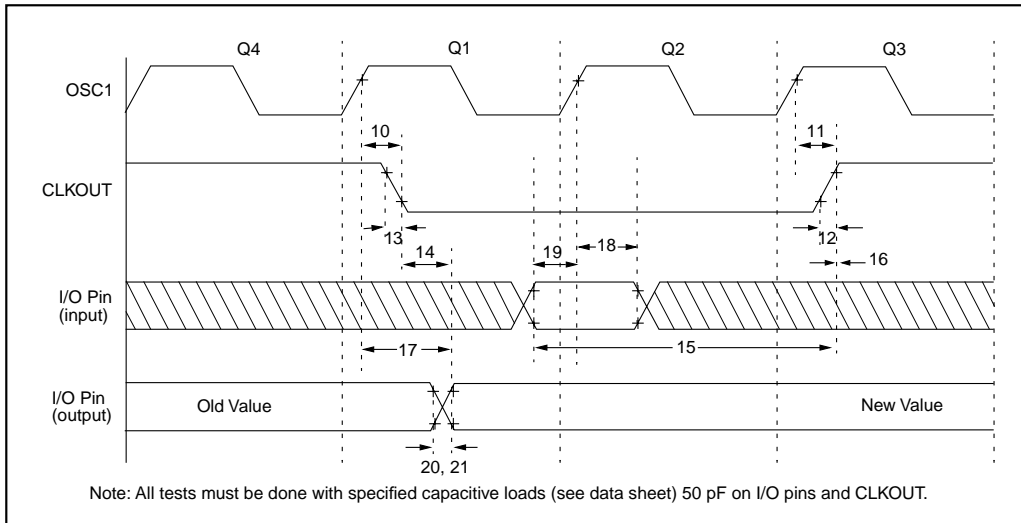 Q4 Q1 Q2 Q3
OSC1
10 11
CLKOUT
13 12
14 19 18 16
I/O Pin
(input)
17 15
I/O Pin
(output)
Old Value New Value
20, 21
Note: All tests must be done with specified capacitive loads (see data sheet) 50 pF on I/O pins and CLKOUT.